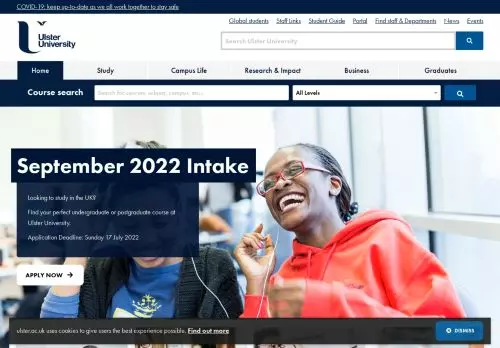 COVID-19: keep up-to-date as we all work together to stay safe
Global students Staff Links Student Guide Portal Find staff & Departments News Events
Ulster
University
Search Ulster University
Home Study Campus Life Research & Impact Business Graduates
Course search Search for courses, school, campus, etc... All Levels
September 2022 Intake
Looking to study in the UK?
Find your perfect undergraduate or postgraduate course at
Ulster University.
Application Deadline: Sunday 17 July 2022
APPLY NOW
ulster.ac.uk uses cookies to give users the best experience possible. Find out more
DISMISS